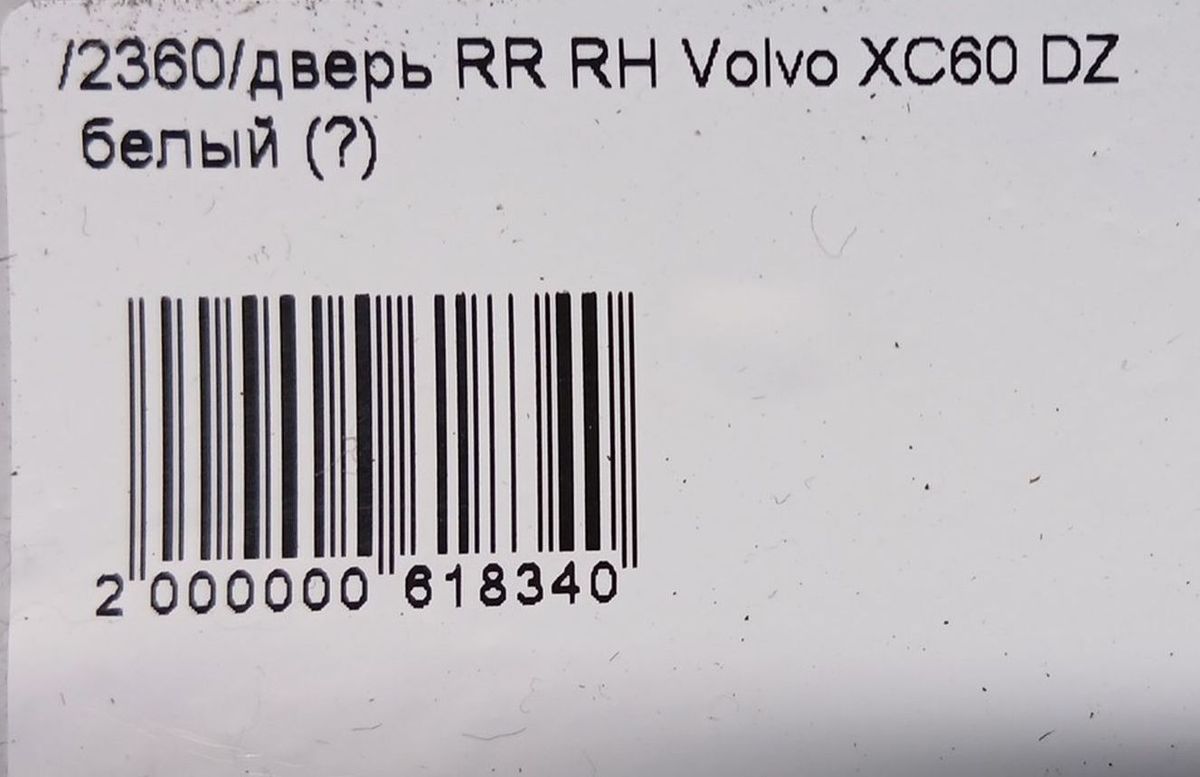 /2360/дверь RR RH Volvo XC60 DZ
белый (?)
2 000000 618340